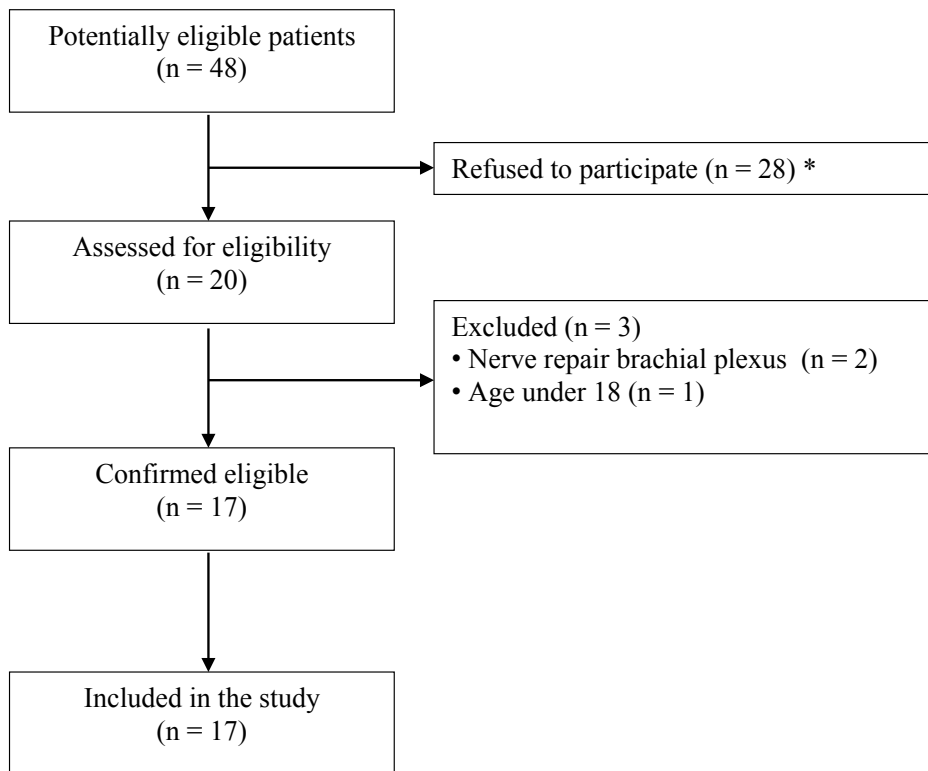 Potentially eligible patients
(n = 48)
Refused to participate (n = 28) *
Assessed for eligibility
(n = 20)
Excluded (n = 3)
• Nerve repair brachial plexus  (n = 2)
• Age under 18 (n = 1)
Confirmed eligible
(n = 17)
Included in the study
(n = 17)